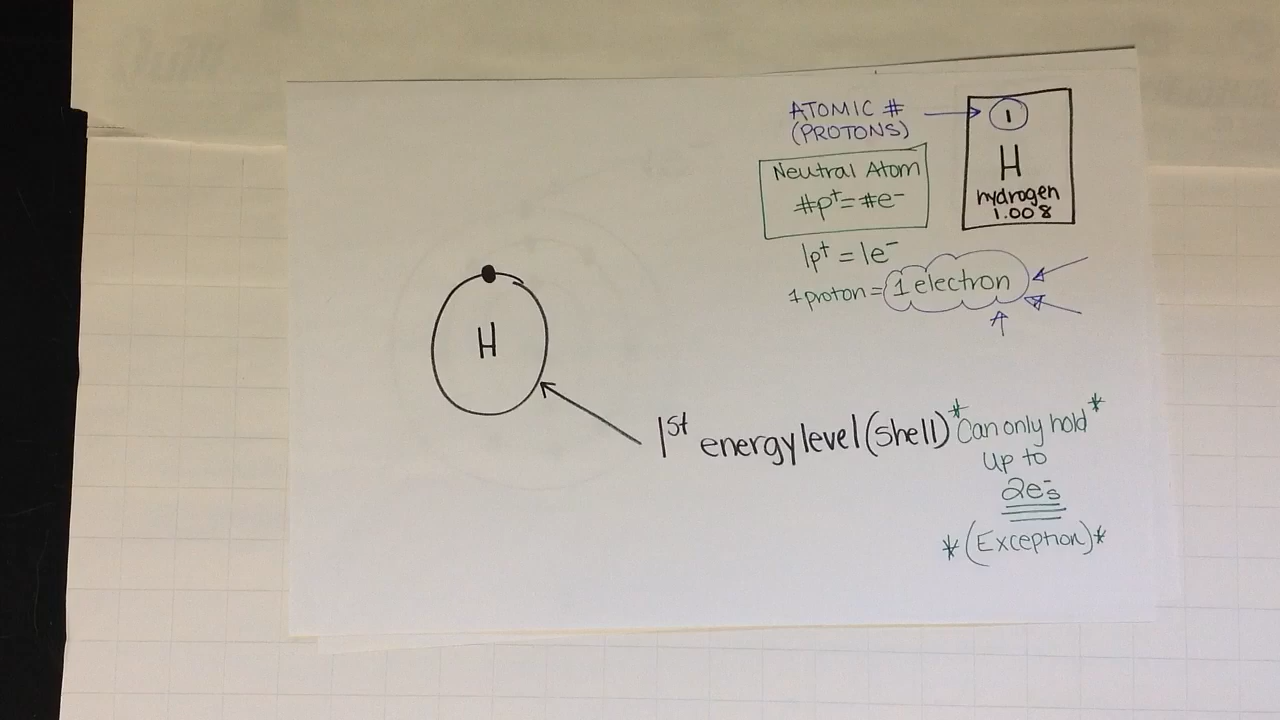 ATOMIC #
(PROTONS)
1
H
hydrogen
1.008
Neutral Atom
#p⁺=#e⁻
1p⁺ = 1e⁻
1 proton = 1 electron
H
1st energy level (shell) *Can only hold*
up to
2e⁻s
*(Exception)*